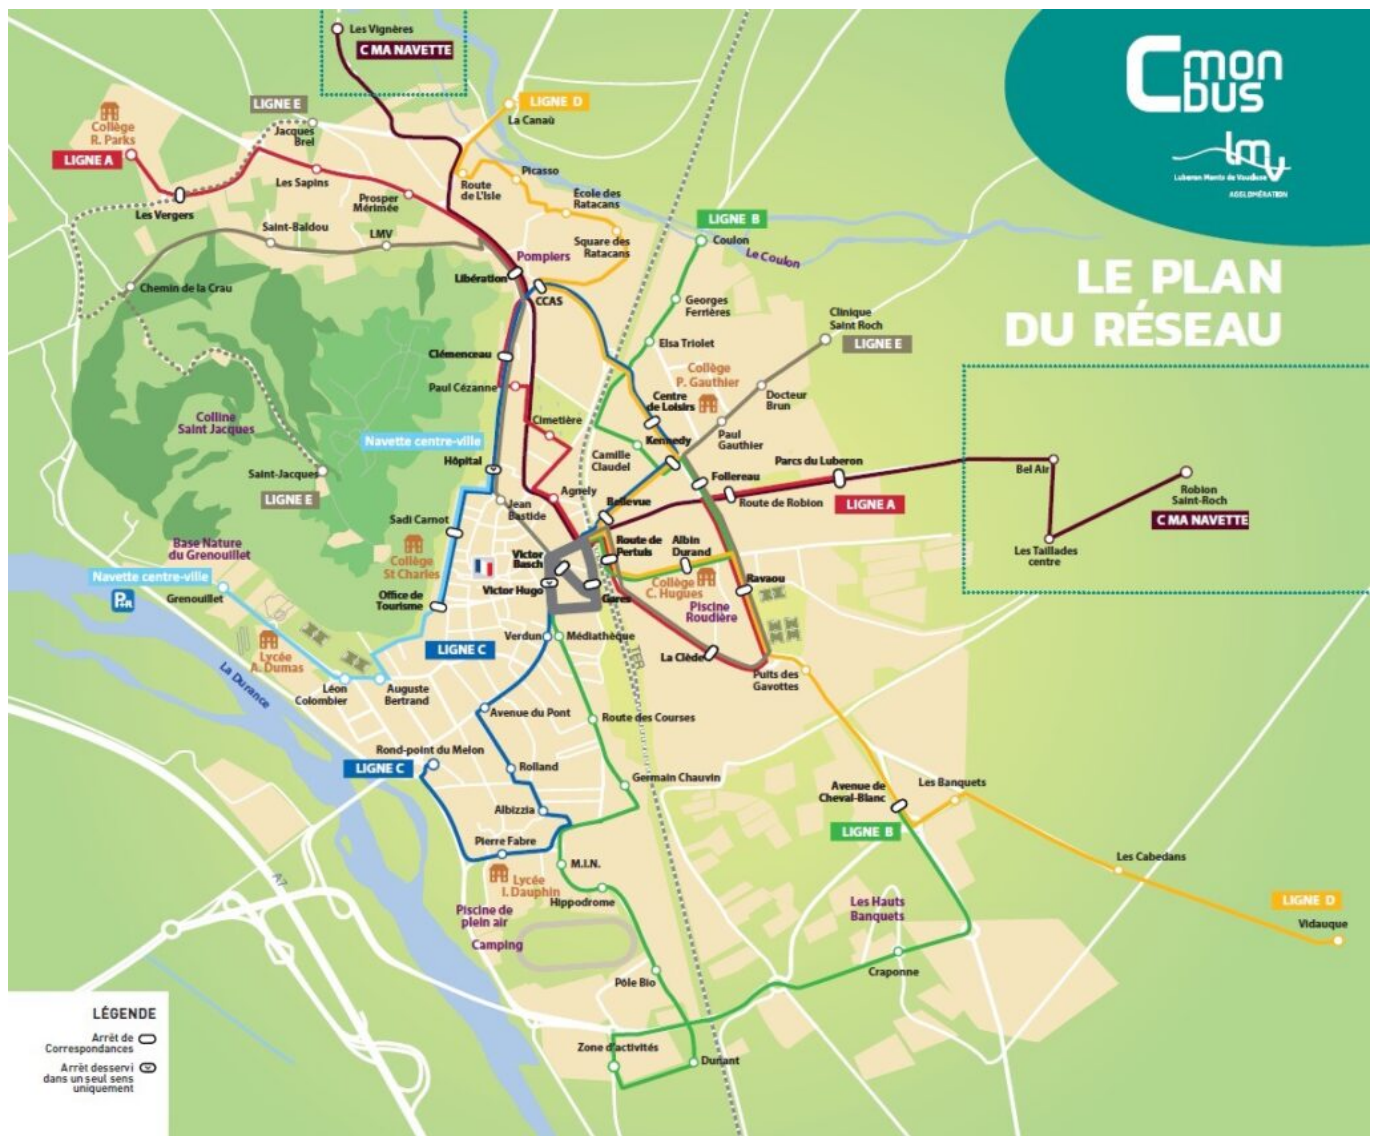 Les Vignères
C MA NAVETTE
C mon
bus
lmv
Luberon Monts de Vaucluse
AGGLOMÉRATION
LE PLAN
DU RÉSEAU
LIGNE E
Jacques
Brel
LIGNE D
La Canaù
Collège
R. Parks
LIGNE A
Les Vergers
Les Sapins
Prosper
Mérimée
Route
de L'Isle
Picasso
École des
Ratacans
Square des
Ratacans
Saint-Baldou
LMV
Pompiers
Libération
CCAS
Chemin de la Crau
LIGNE B
Coulon
Le Coulon
Georges
Ferrières
Elsa Triolet
Clinique
Saint Roch
LIGNE E
Collège
P. Gauthier
Docteur
Brun
Centre
de Loisirs
Paul
Gauthier
Kennedy
Camille
Claudel
Clémenceau
Paul Cézanne
Cimetière
Colline
Saint Jacques
Navette centre-ville
Hôpital
Saint-Jacques
LIGNE E
Jean
Bastide
Agnely
Bellevue
Follereau
Parcs du Luberon
Route de Robion
LIGNE A
Bel Air
Robion
Saint-Roch
C MA NAVETTE
Les Taillades
centre
Sadi Carnot
Collège
St Charles
Base Nature
du Grenouillet
Navette centre-ville
P+R
Grenouillet
Office de
Tourisme
Victor
Basch
Victor Hugo
Gares
Route de
Pertuis
Albin
Durand
Collège
C. Hugues
Piscine
Roudière
Ravaou
La Clède
Puits des
Gavottes
TER
Lycée
A. Dumas
LIGNE C
Verdun
Médiathèque
La Durance
Léon
Colombier
Auguste
Bertrand
Avenue du Pont
Route des Courses
Rond-point du Melon
LIGNE C
Rolland
Germain Chauvin
Albizzia
Pierre Fabre
M.I.N.
Lycée
I. Dauphin
Hippodrome
Piscine de
plein air
Camping
A7
Avenue de
Cheval-Blanc
Les Banquets
LIGNE B
Les Cabedans
LIGNE D
Vidauque
Les Hauts
Banquets
Craponne
Pôle Bio
Zone d'activités
Dunant
LÉGENDE
Arrêt de
Correspondances
Arrêt desservi
dans un seul sens
uniquement